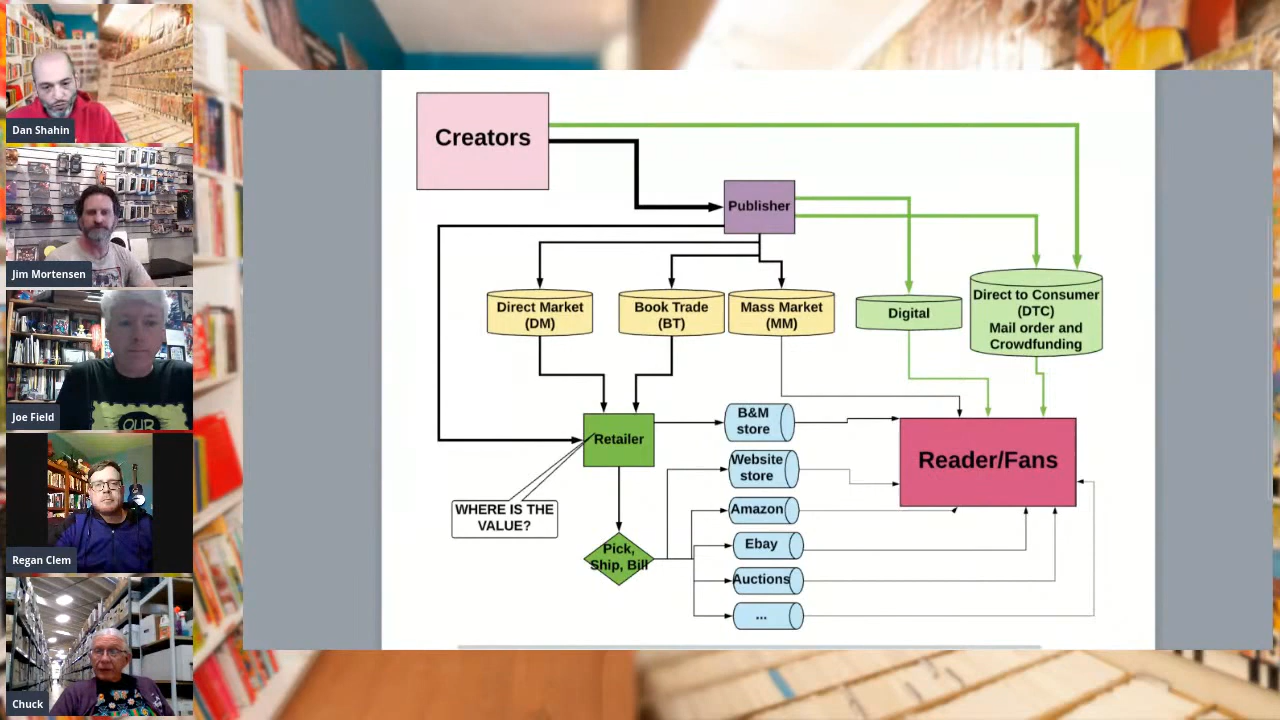 Dan Shahin
Jim Mortensen
OUR
Joe Field
Regan Clem
Chuck
Creators
Publisher
Direct Market
(DM)
Book Trade
(BT)
Mass Market
(MM)
Digital
Direct to Consumer
(DTC)
Mail order and
Crowdfunding
Retailer
WHERE IS THE
VALUE?
Pick,
Ship, Bill
B&M
store
Website
store
Amazon
Ebay
Auctions
...
Reader/Fans